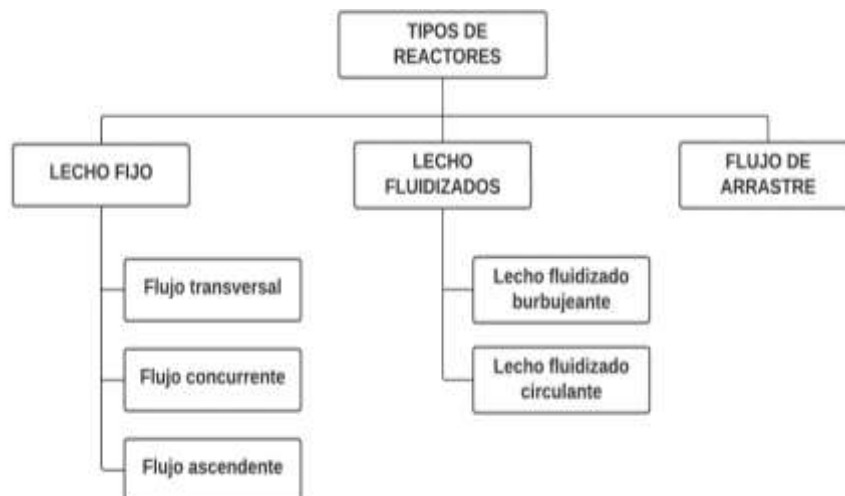 TIPOS DE
REACTORES
LECHO FIJO
LECHO
FLUIDIZADOS
FLUJO DE
ARRASTRE
Flujo transversal
Flujo concurrente
Flujo ascendente
Lecho fluidizado
burbujeante
Lecho fluidizado
circulante